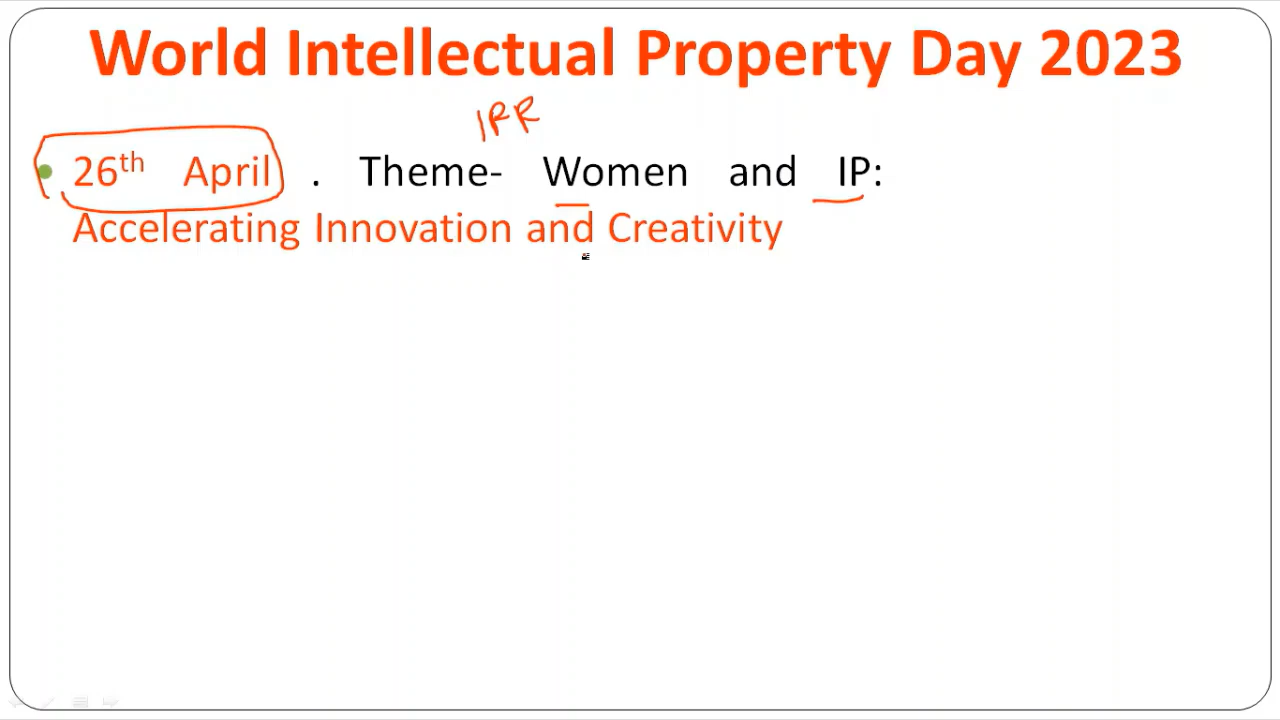 World Intellectual Property Day 2023
IPR
• 26th April . Theme- Women and IP:
Accelerating Innovation and Creativity